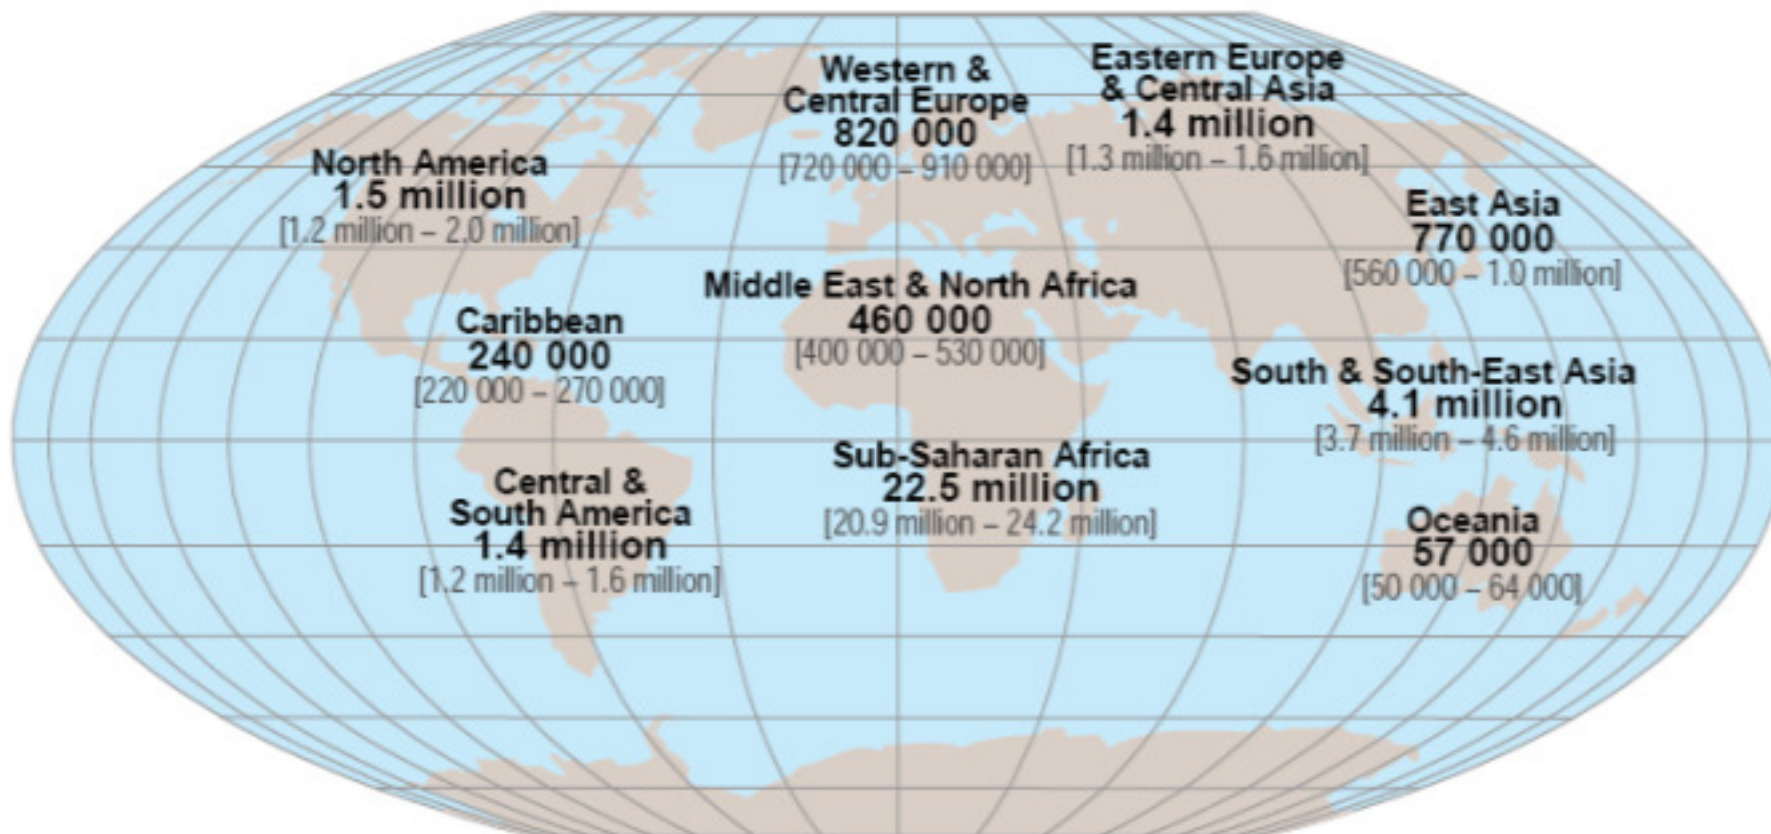 Western &
Central Europe
820 000
[720 000 – 910 000]
Eastern Europe
& Central Asia
1.4 million
[1.3 million – 1.6 million]
North America
1.5 million
[1.2 million – 2.0 million]
East Asia
770 000
[560 000 – 1.0 million]
Middle East & North Africa
460 000
[400 000 – 530 000]
Caribbean
240 000
[220 000 – 270 000]
South & South-East Asia
4.1 million
[3.7 million – 4.6 million]
Sub-Saharan Africa
22.5 million
[20.9 million – 24.2 million]
Central &
South America
1.4 million
[1.2 million – 1.6 million]
Oceania
57 000
[50 000 – 64 000]